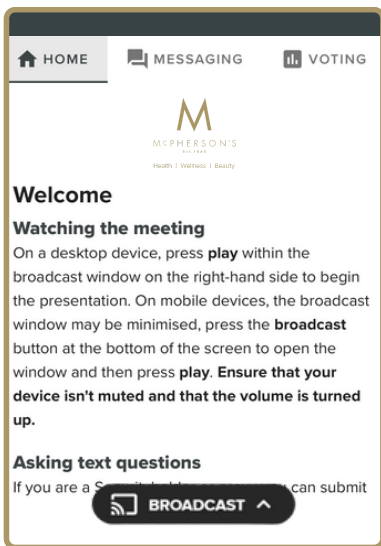 HOME MESSAGING VOTING
M
McPHERSON'S
Est. 1860
Health | Wellness | Beauty
Welcome
Watching the meeting
On a desktop device, press play within the
broadcast window on the right-hand side to begin
the presentation. On mobile devices, the broadcast
window may be minimised, press the broadcast
button at the bottom of the screen to open the
window and then press play. Ensure that your
device isn't muted and that the volume is turned
up.
Asking text questions
If you are a can submit
BROADCAST